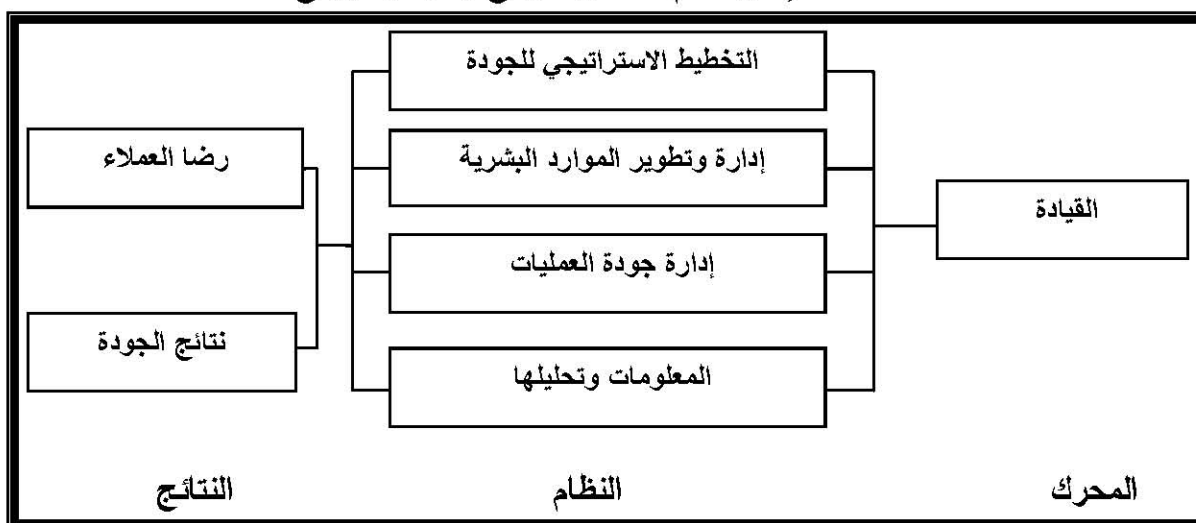 التخطيط الاستراتيجي للجودة
إدارة وتطوير الموارد البشرية
رضا العملاء
القيادة
إدارة جودة العمليات
نتائج الجودة
المعلومات وتحليلها
المحرك
النظام
النتائج